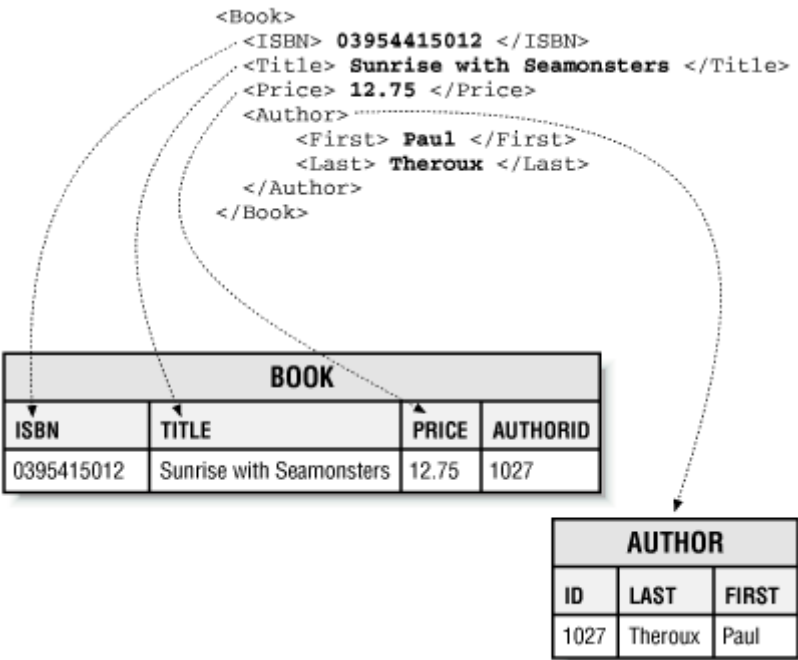 <Book>
<ISBN> 03954415012 </ISBN>
<Title> Sunrise with Seamonsters </Title>
<Price> 12.75 </Price>
<Author>
<First> Paul </First>
<Last> Theroux </Last>
</Author>
</Book>
BOOK
ISBN TITLE PRICE AUTHORID
0395415012 Sunrise with Seamonsters 12.75 1027
AUTHOR
ID LAST FIRST
1027 Theroux Paul